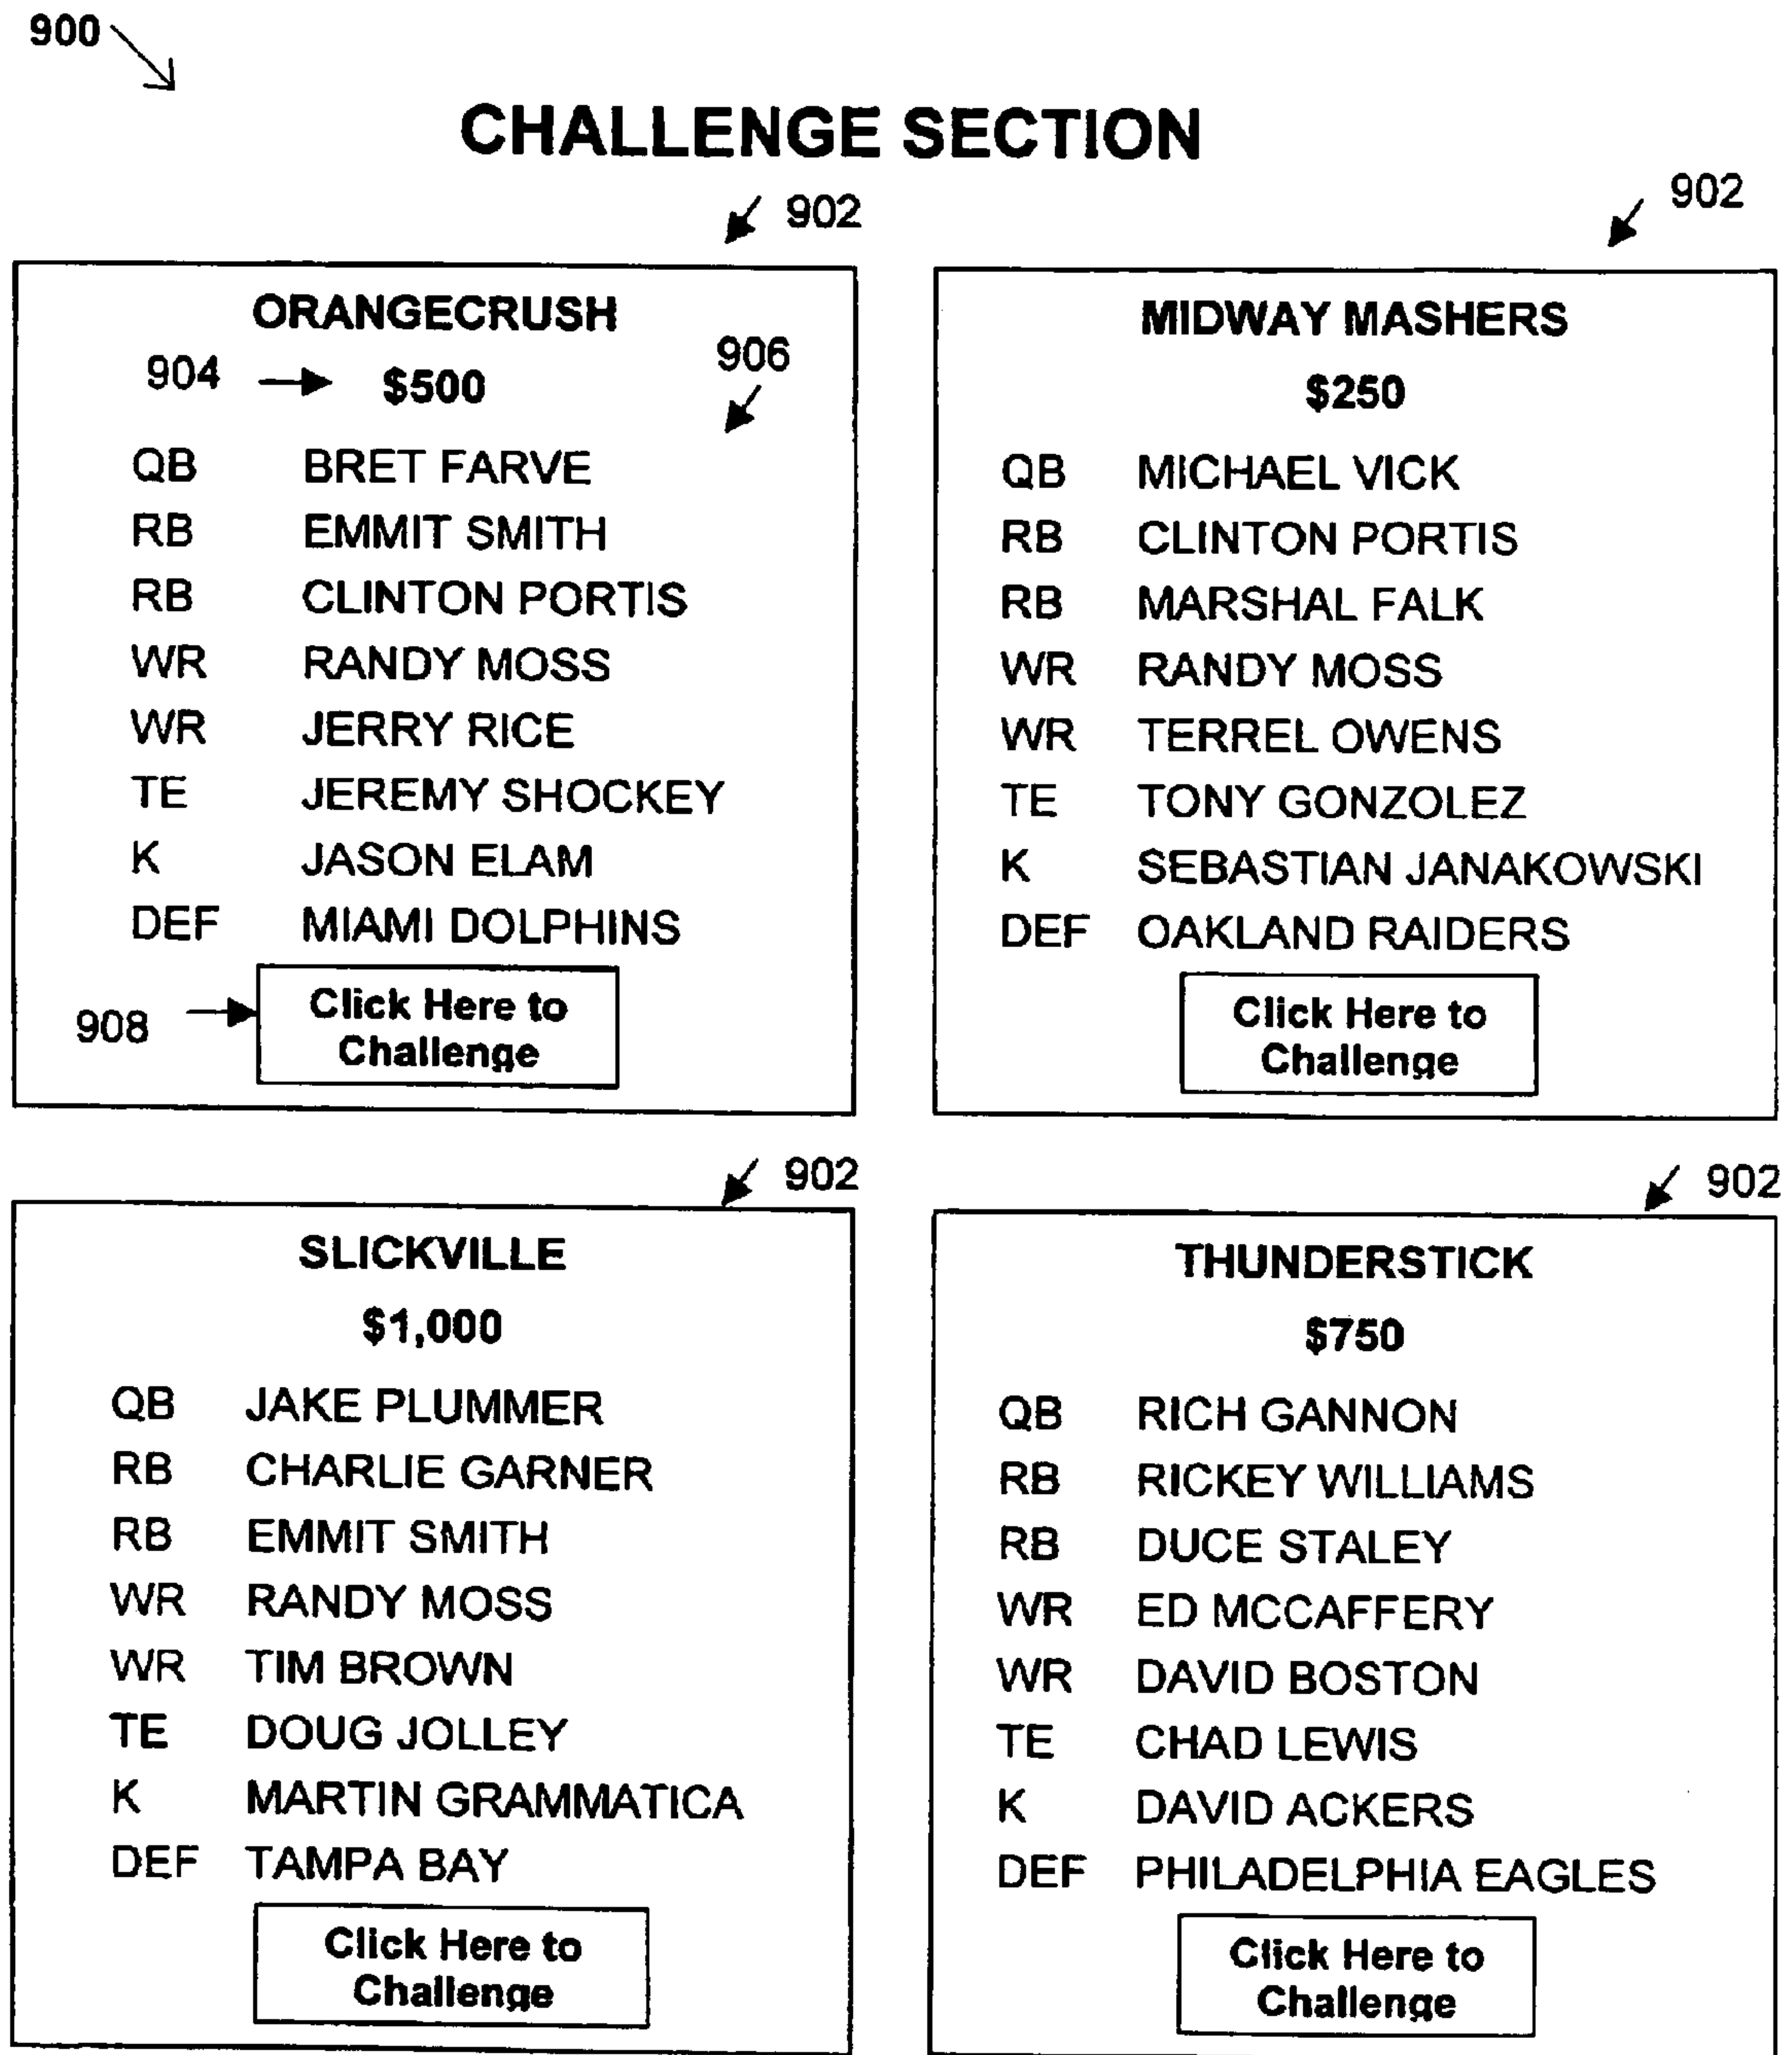 900
CHALLENGE SECTION
902
902
ORANGECRUSH
904 $500
906
QB BRET FARVE
RB EMMIT SMITH
RB CLINTON PORTIS
WR RANDY MOSS
WR JERRY RICE
TE JEREMY SHOCKEY
K JASON ELAM
DEF MIAMI DOLPHINS
908
Click Here to
Challenge
MIDWAY MASHERS
$250
QB MICHAEL VICK
RB CLINTON PORTIS
RB MARSHAL FALK
WR RANDY MOSS
WR TERREL OWENS
TE TONY GONZOLEZ
K SEBASTIAN JANAKOWSKI
DEF OAKLAND RAIDERS
Click Here to
Challenge
902
902
SLICKVILLE
$1,000
QB JAKE PLUMMER
RB CHARLIE GARNER
RB EMMIT SMITH
WR RANDY MOSS
WR TIM BROWN
TE DOUG JOLLEY
K MARTIN GRAMMATICA
DEF TAMPA BAY
Click Here to
Challenge
THUNDERSTICK
$750
QB RICH GANNON
RB RICKEY WILLIAMS
RB DUCE STALEY
WR ED MCCAFFERY
WR DAVID BOSTON
TE CHAD LEWIS
K DAVID ACKERS
DEF PHILADELPHIA EAGLES
Click Here to
Challenge